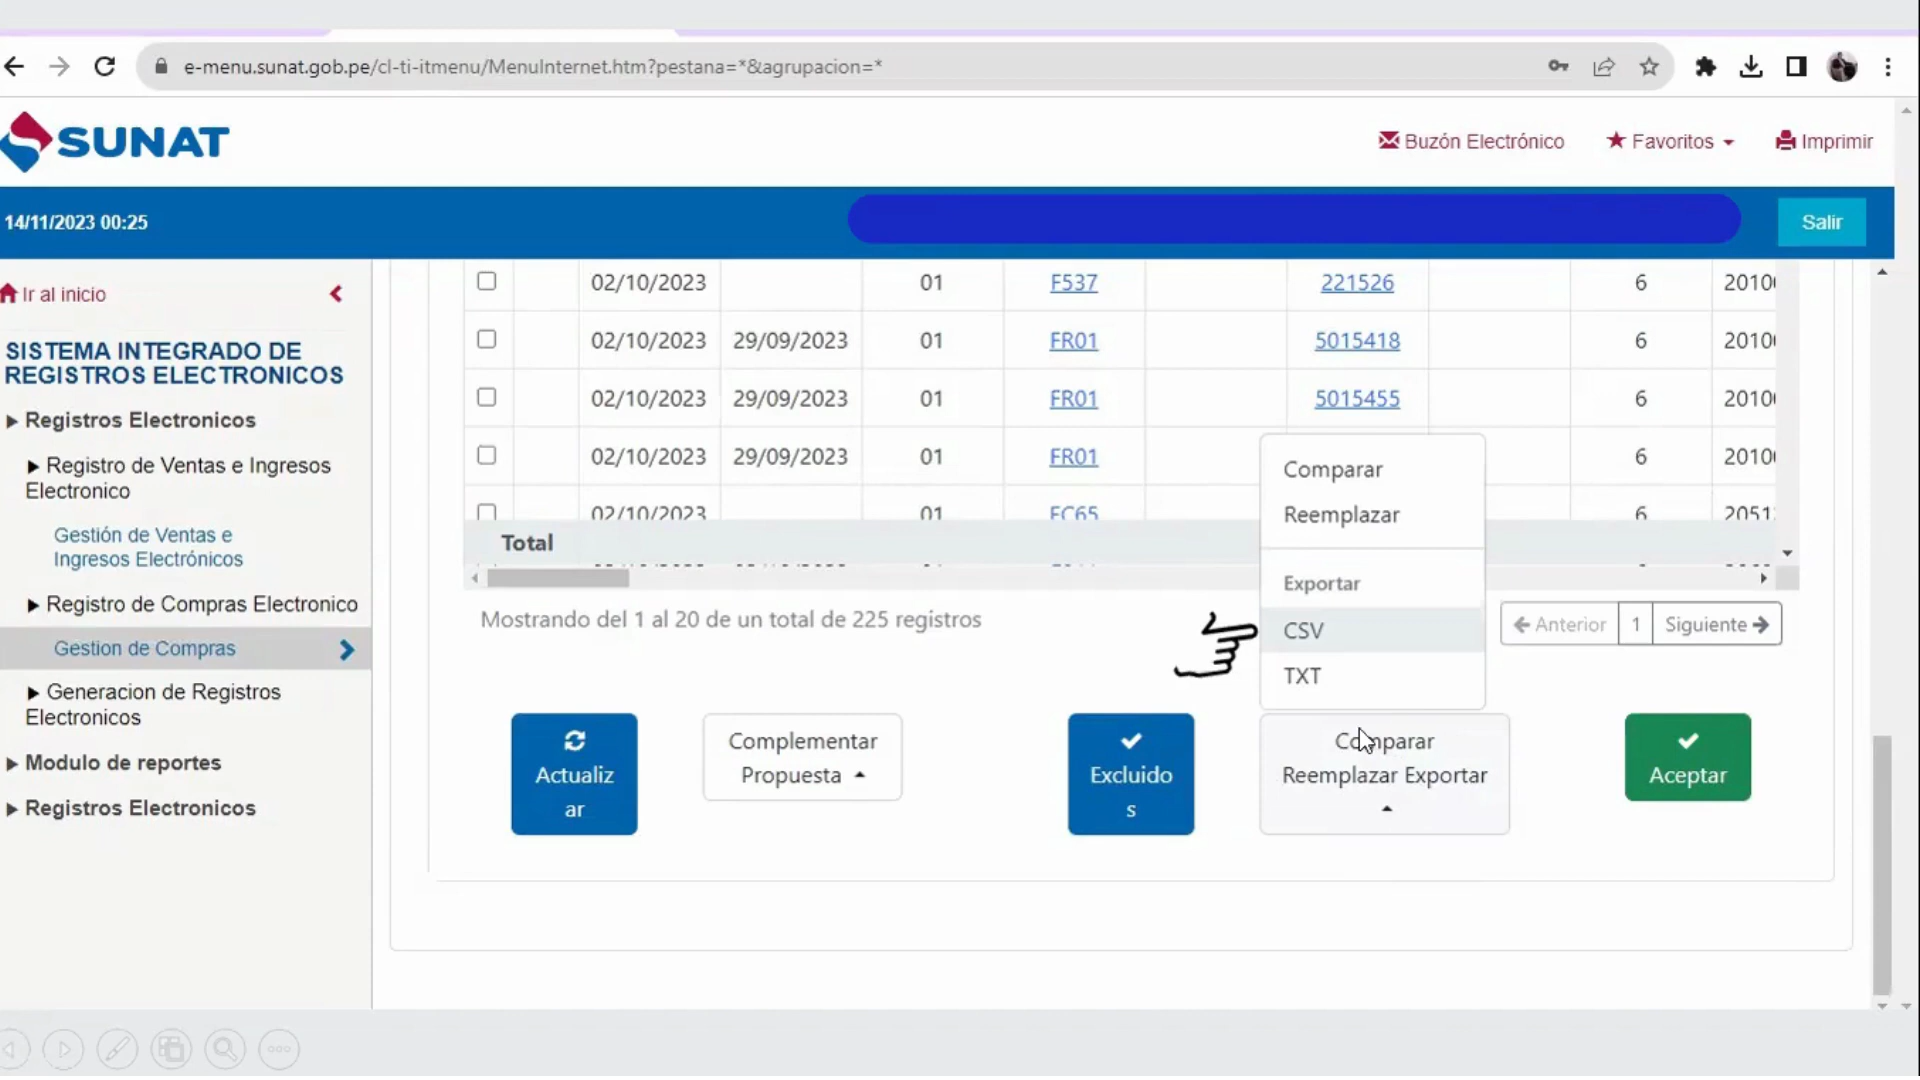 e-menu.sunat.gob.pe/cl-ti-itmenu/MenuInternet.htm?pestana=*&agrupacion=*
SUNAT
Buzón Electrónico
Favoritos
Imprimir
14/11/2023 00:25
Salir
Ir al inicio
SISTEMA INTEGRADO DE
REGISTROS ELECTRONICOS
Registros Electronicos
Registro de Ventas e Ingresos
Electronico
Gestión de Ventas e
Ingresos Electrónicos
Registro de Compras Electronico
Gestion de Compras
Generacion de Registros
Electronicos
Modulo de reportes
Registros Electronicos
02/10/2023 01 F537 221526 6
02/10/2023 29/09/2023 01 FR01 5015418 6
02/10/2023 29/09/2023 01 FR01 5015455 6
02/10/2023 29/09/2023 01 FR01 6
02/10/2023 01 FC65 6
Total
Mostrando del 1 al 20 de un total de 225 registros
Comparar
Reemplazar
Exportar
CSV
TXT
Anterior 1 Siguiente
Actualiz
ar
Complementar
Propuesta
Excluido
s
Comparar
Reemplazar Exportar
Aceptar